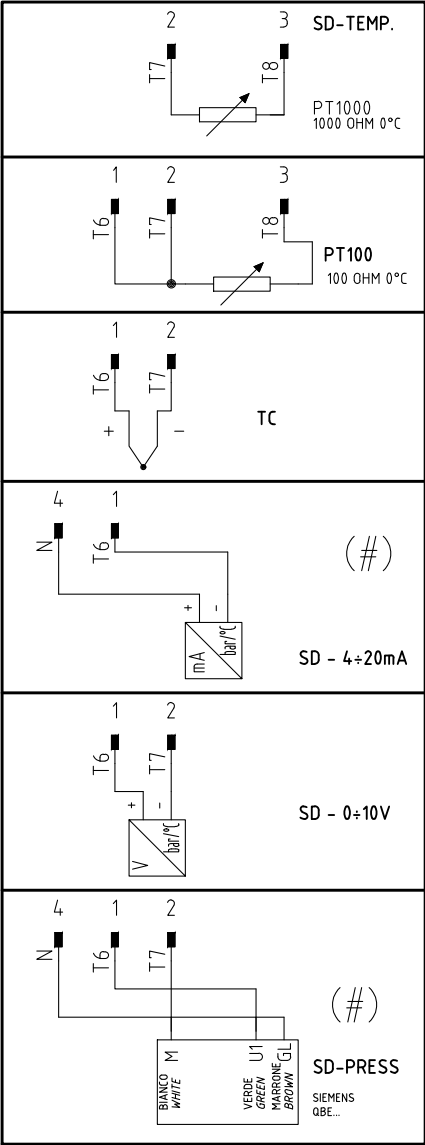 2 3 SD-TEMP.
T7 T8
PT1000
1000 OHM 0°C
1 2 3
T6 T7 T8
PT100
100 OHM 0°C
1 2
T6 T7
+ - TC
4 1
N T6
(#)
+ -
mA bar/°C
SD - 4÷20mA
1 2
T6 T7
+ -
V bar/°C
SD - 0÷10V
4 1 2
N T6 T7
(#)
M U1 GL
BIANCO VERDE MARRONE
WHITE GREEN BROWN
SD-PRESS
SIEMENS
QBE...